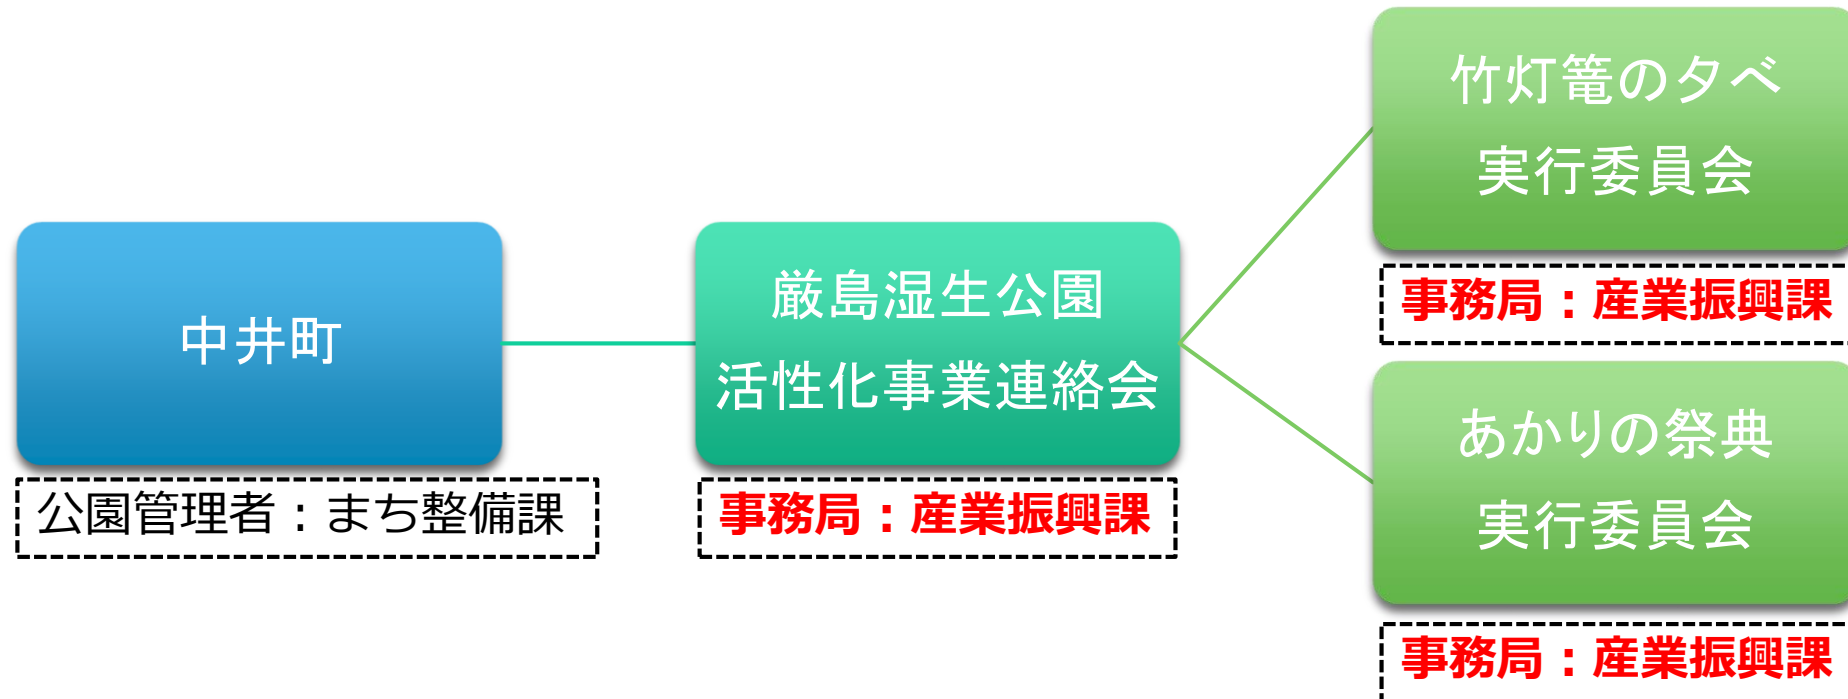 中井町
公園管理者：まち整備課
厳島湿生公園
活性化事業連絡会
事務局：産業振興課
竹灯篭の夕べ
実行委員会
事務局：産業振興課
あかりの祭典
実行委員会
事務局：産業振興課